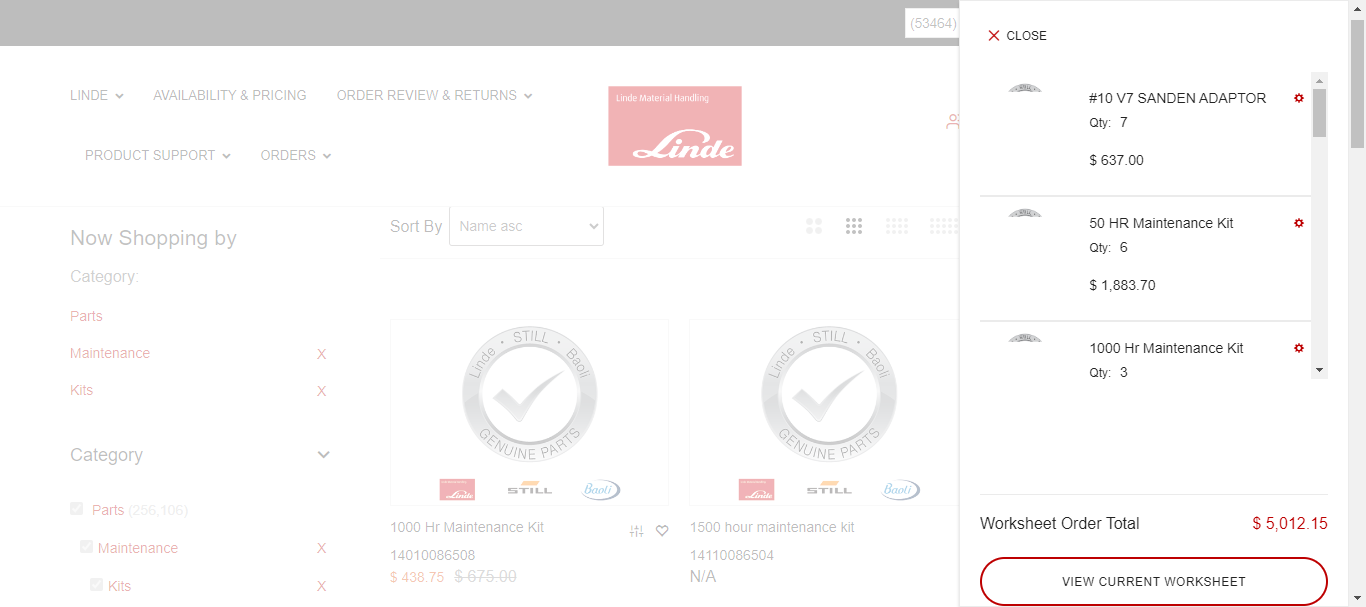 (53464)
LINDE
AVAILABILITY & PRICING
ORDER REVIEW & RETURNS
PRODUCT SUPPORT
ORDERS
Linde Material Handling
Linde
Now Shopping by
Category:
Parts
Maintenance X
Kits X
Category
Parts (256,106)
Maintenance X
Kits X
Sort By Name asc
Linde · STILL · Baoli
GENUINE PARTS
Linde STILL Baoli
1000 Hr Maintenance Kit
14010086508
$ 438.75 $ 675.00
Linde · STILL · Baoli
GENUINE PARTS
Linde STILL Baoli
1500 hour maintenance kit
14110086504
N/A
CLOSE
STILL
#10 V7 SANDEN ADAPTOR
Qty: 7
$ 637.00
STILL
50 HR Maintenance Kit
Qty: 6
$ 1,883.70
STILL
1000 Hr Maintenance Kit
Qty: 3
Worksheet Order Total $ 5,012.15
VIEW CURRENT WORKSHEET